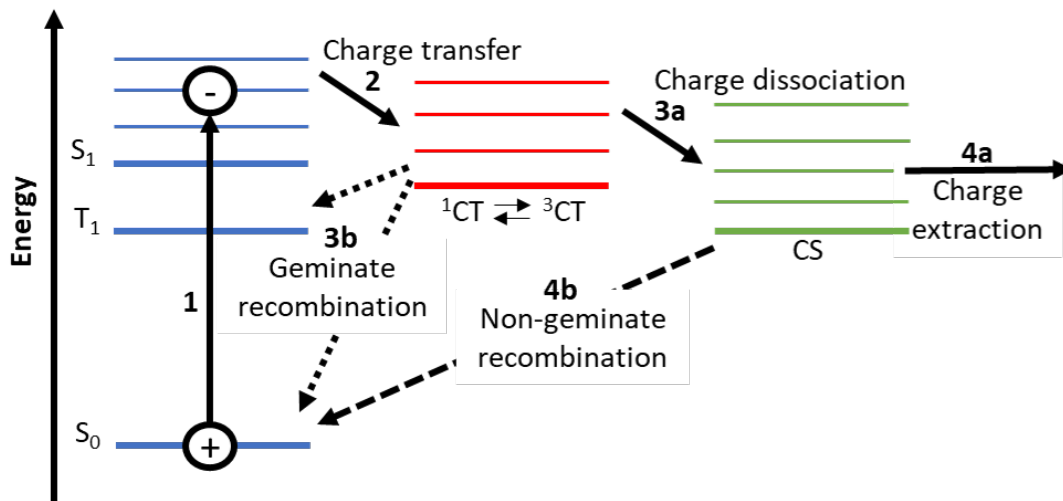 Energy
Charge transfer
2
-
Charge dissociation
3a
S₁
4a
Charge
extraction
¹CT ⇄ ³CT
T₁
CS
3b
Geminate
recombination
1
4b
Non-geminate
recombination
S₀
+